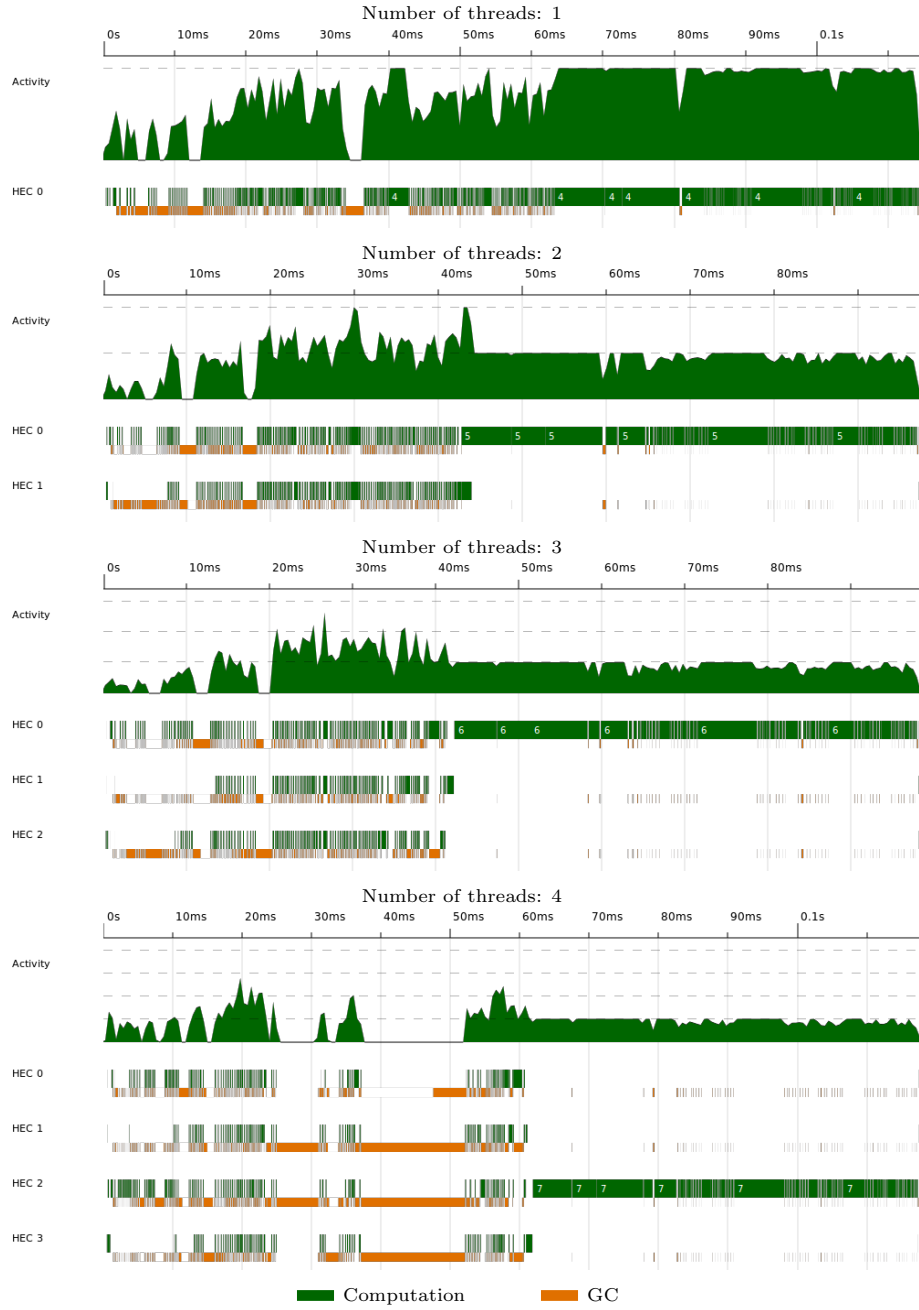 Number of threads: 1
0s 10ms 20ms 30ms 40ms 50ms 60ms 70ms 80ms 90ms 0.1s
Activity
HEC 0
4 4 4 4 4 4 4
Number of threads: 2
0s 10ms 20ms 30ms 40ms 50ms 60ms 70ms 80ms
Activity
HEC 0
5 5 5 5 5 5
HEC 1
Number of threads: 3
0s 10ms 20ms 30ms 40ms 50ms 60ms 70ms 80ms
Activity
HEC 0
6 6 6 6 6 6
HEC 1
HEC 2
Number of threads: 4
0s 10ms 20ms 30ms 40ms 50ms 60ms 70ms 80ms 90ms 0.1s
Activity
HEC 0
HEC 1
HEC 2
7 7 7 7 7 7
HEC 3
Computation GC